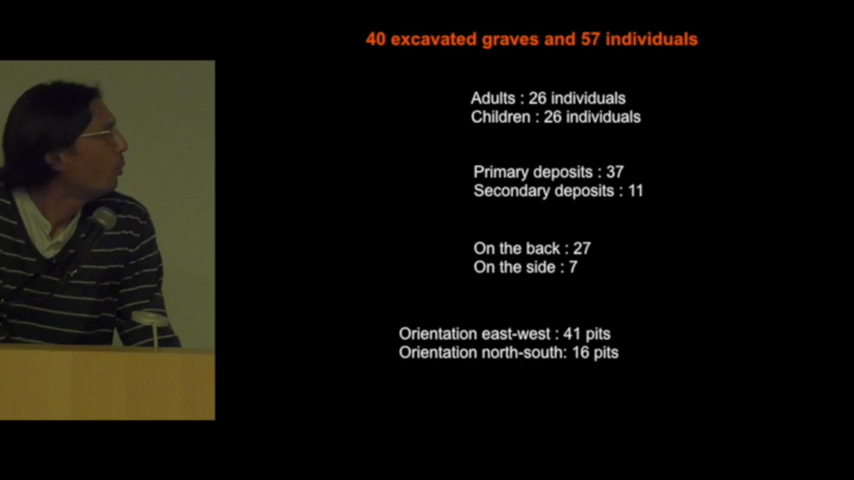 40 excavated graves and 57 individuals
Adults : 26 individuals
Children : 26 individuals
Primary deposits : 37
Secondary deposits : 11
On the back : 27
On the side : 7
Orientation east-west : 41 pits
Orientation north-south: 16 pits